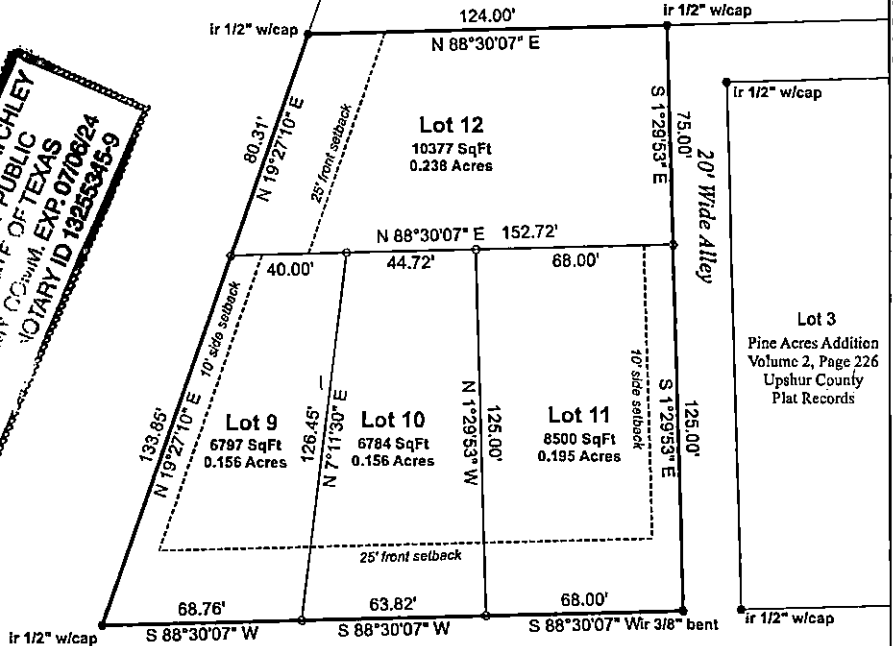 ir 1/2" w/cap
124.00'
N 88°30'07" E
ir 1/2" w/cap
ir 1/2" w/cap
80.31'
N 19°27'10" E
25' front setback
Lot 12
10377 SqFt
0.238 Acres
S 1°29'53" E
75.00'
20' Wide Alley
PUBLIC
OF TEXAS
EXP. 07/06/24
NOTARY ID 13255345-9
N 88°30'07" E 152.72'
40.00'
44.72'
68.00'
133.85'
N 19°27'10" E
10' side setback
Lot 9
6797 SqFt
0.156 Acres
126.45'
N 7°11'30" E
Lot 10
6784 SqFt
0.156 Acres
N 1°29'53" W
125.00'
Lot 11
8500 SqFt
0.195 Acres
10' side setback
S 1°29'53" E
125.00'
Lot 3
Pine Acres Addition
Volume 2, Page 226
Upshur County
Plat Records
25' front setback
68.76'
63.82'
68.00'
ir 1/2" w/cap
S 88°30'07" W
S 88°30'07" W
S 88°30'07" W
ir 3/8" bent
ir 1/2" w/cap